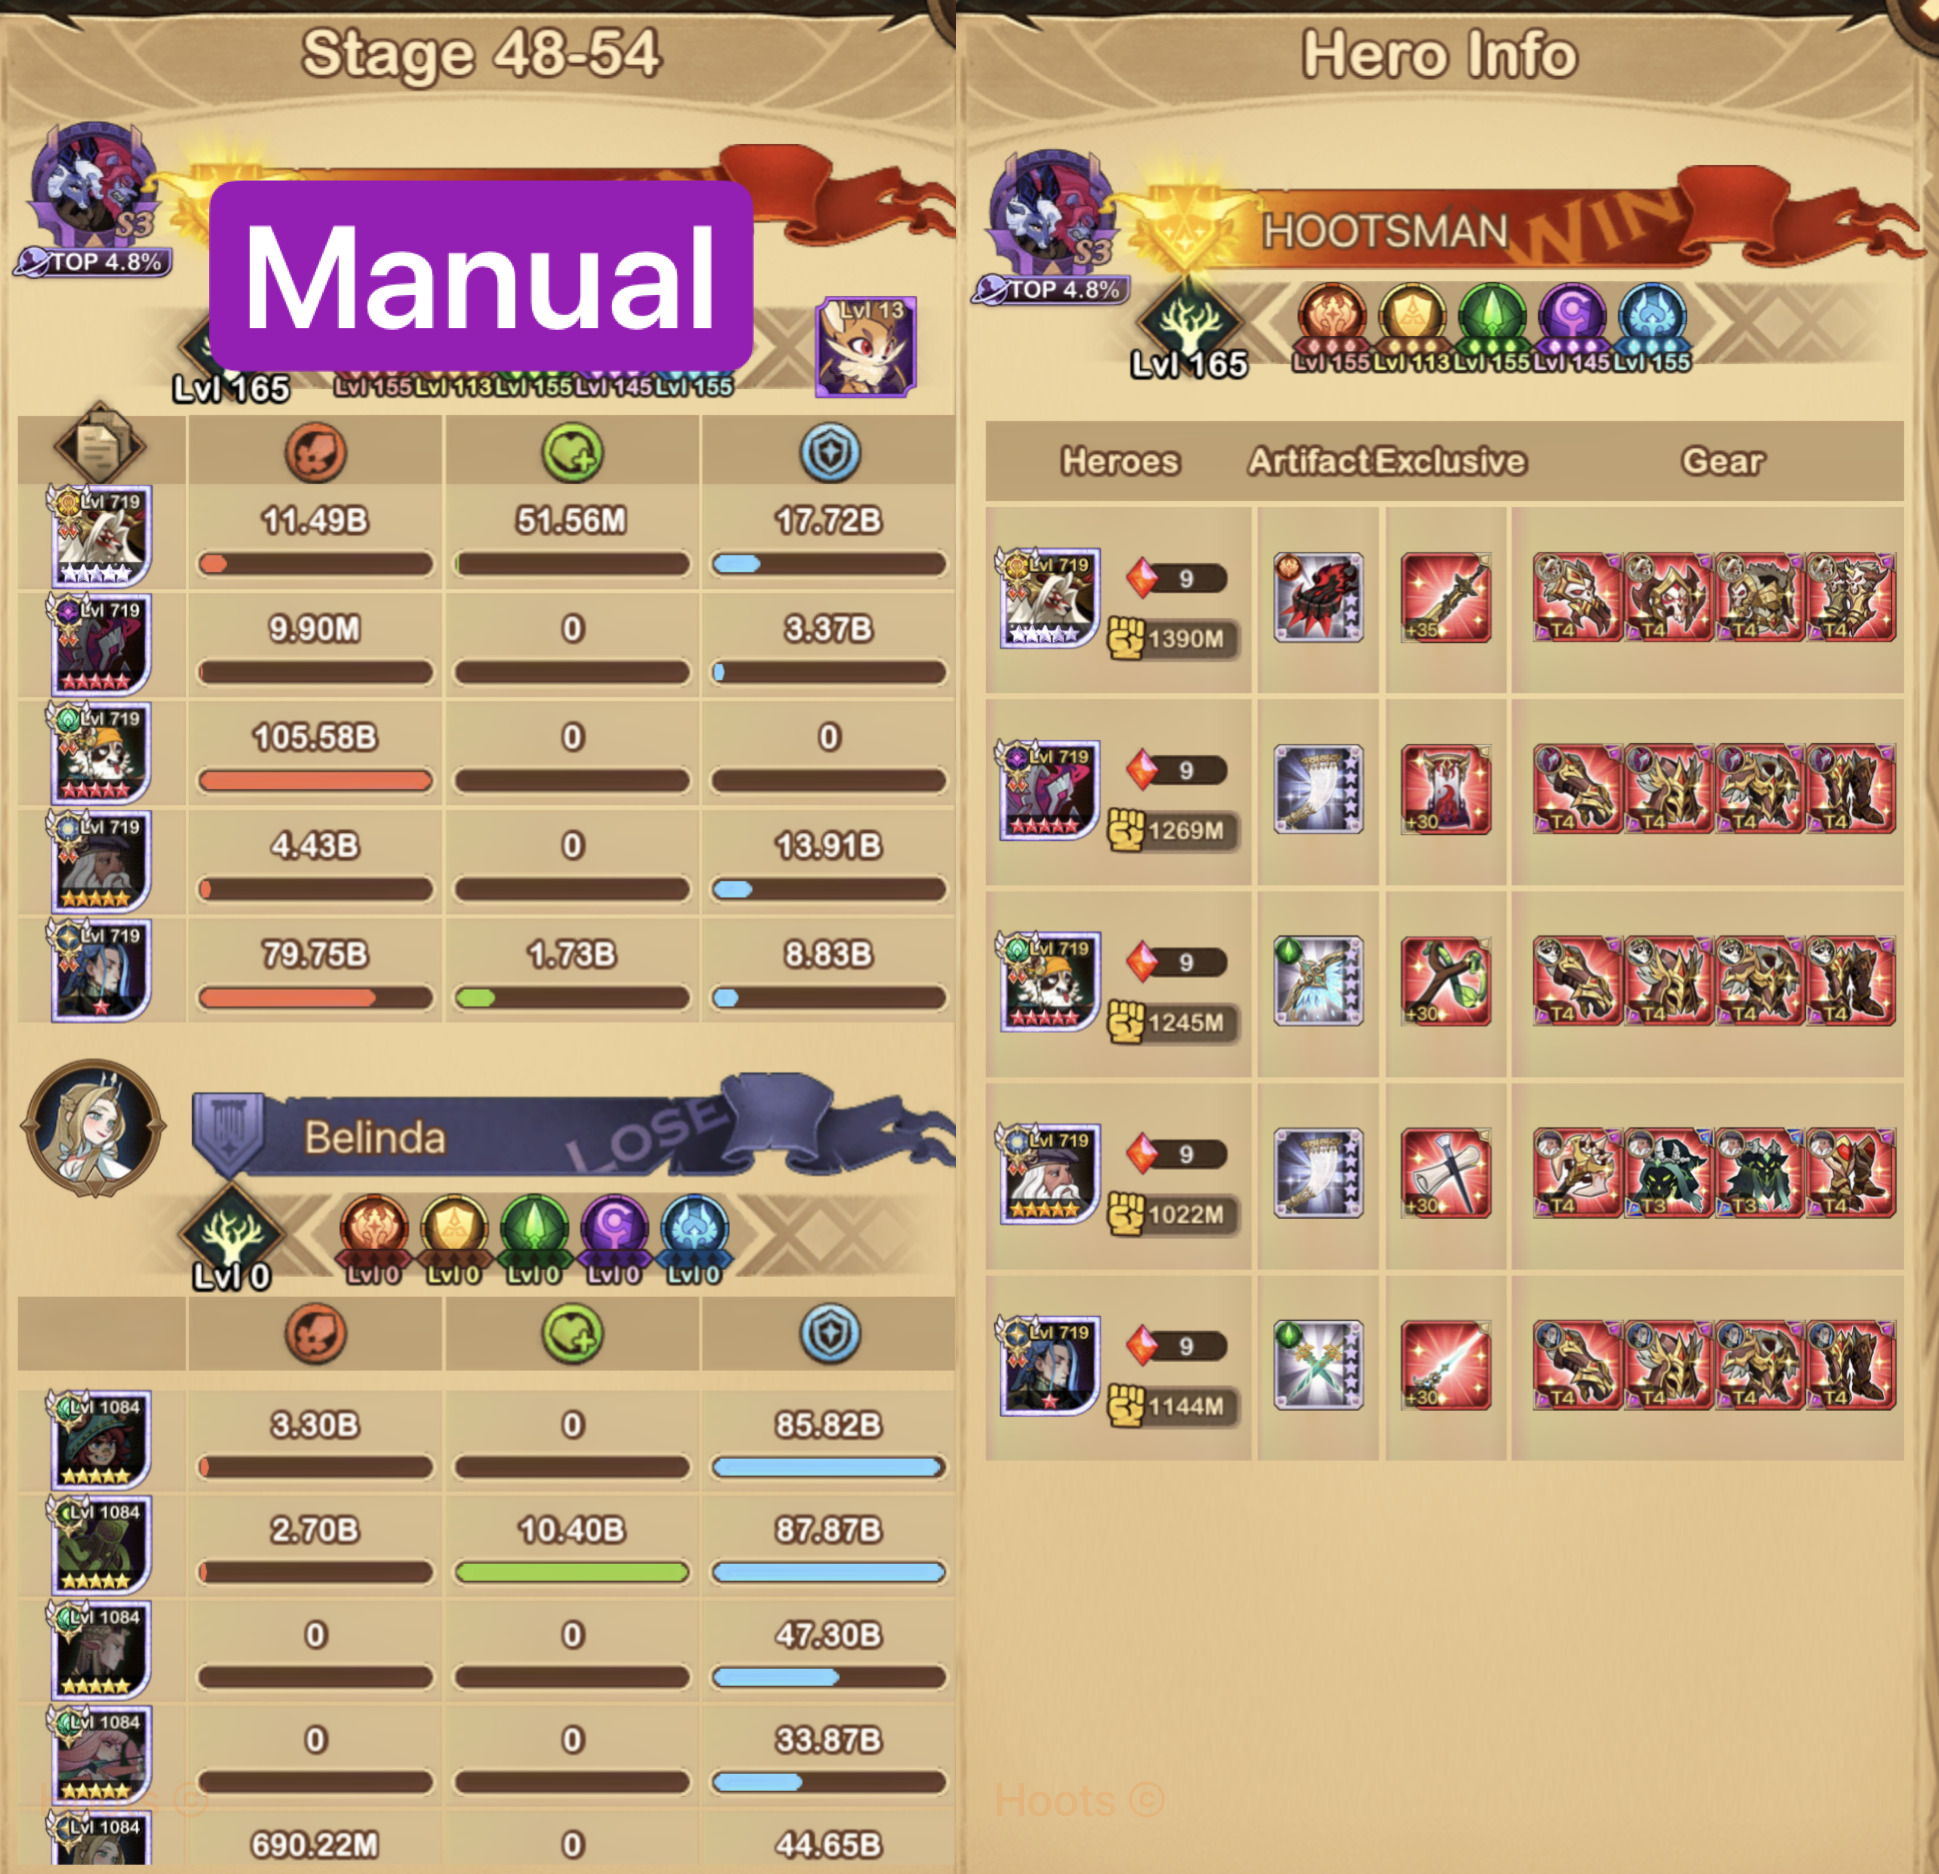 Stage 48-54
S3
TOP 4.8%
Manual
Lvl 13
Lvl 165
Lvl 155 Lvl 113 Lvl 155 Lvl 145 Lvl 155
Lvl 719
11.49B 51.56M 17.72B
Lvl 719
9.90M 0 3.37B
Lvl 719
105.58B 0 0
Lvl 719
4.43B 0 13.91B
Lvl 719
79.75B 1.73B 8.83B
Belinda
LOSE
Lvl 0
Lvl 0 Lvl 0 Lvl 0 Lvl 0 Lvl 0
Lvl 1084
3.30B 0 85.82B
Lvl 1084
2.70B 10.40B 87.87B
Lvl 1084
0 0 47.30B
Lvl 1084
0 0 33.87B
Hoots ©
Lvl 1084
690.22M 0 44.65B
Hero Info
S3
TOP 4.8%
HOOTSMAN
WIN
Lvl 165
Lvl 155 Lvl 113 Lvl 155 Lvl 145 Lvl 155
Heroes Artifact Exclusive Gear
Lvl 719 9
1390M
+35 T4 T4 T4 T4
Lvl 719 9
1269M
+30 T4 T4 T4 T4
Lvl 719 9
1245M
+30 T4 T4 T4 T4
Lvl 719 9
1022M
+30 T4 T3 T3 T4
Lvl 719 9
1144M
+30 T4 T4 T4 T4
Hoots ©